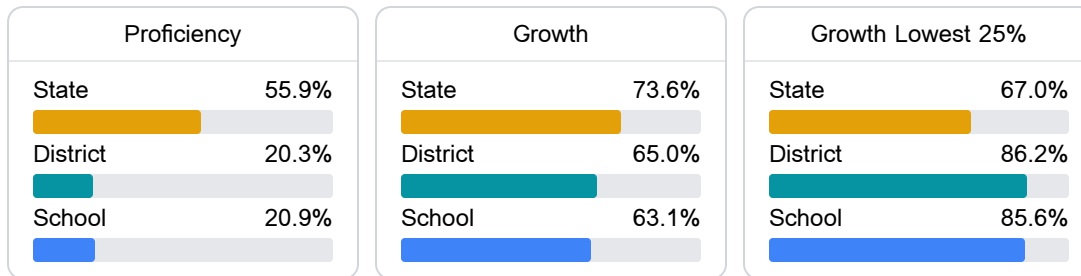 Proficiency
State 55.9%
District 20.3%
School 20.9%
Growth
State 73.6%
District 65.0%
School 63.1%
Growth Lowest 25%
State 67.0%
District 86.2%
School 85.6%